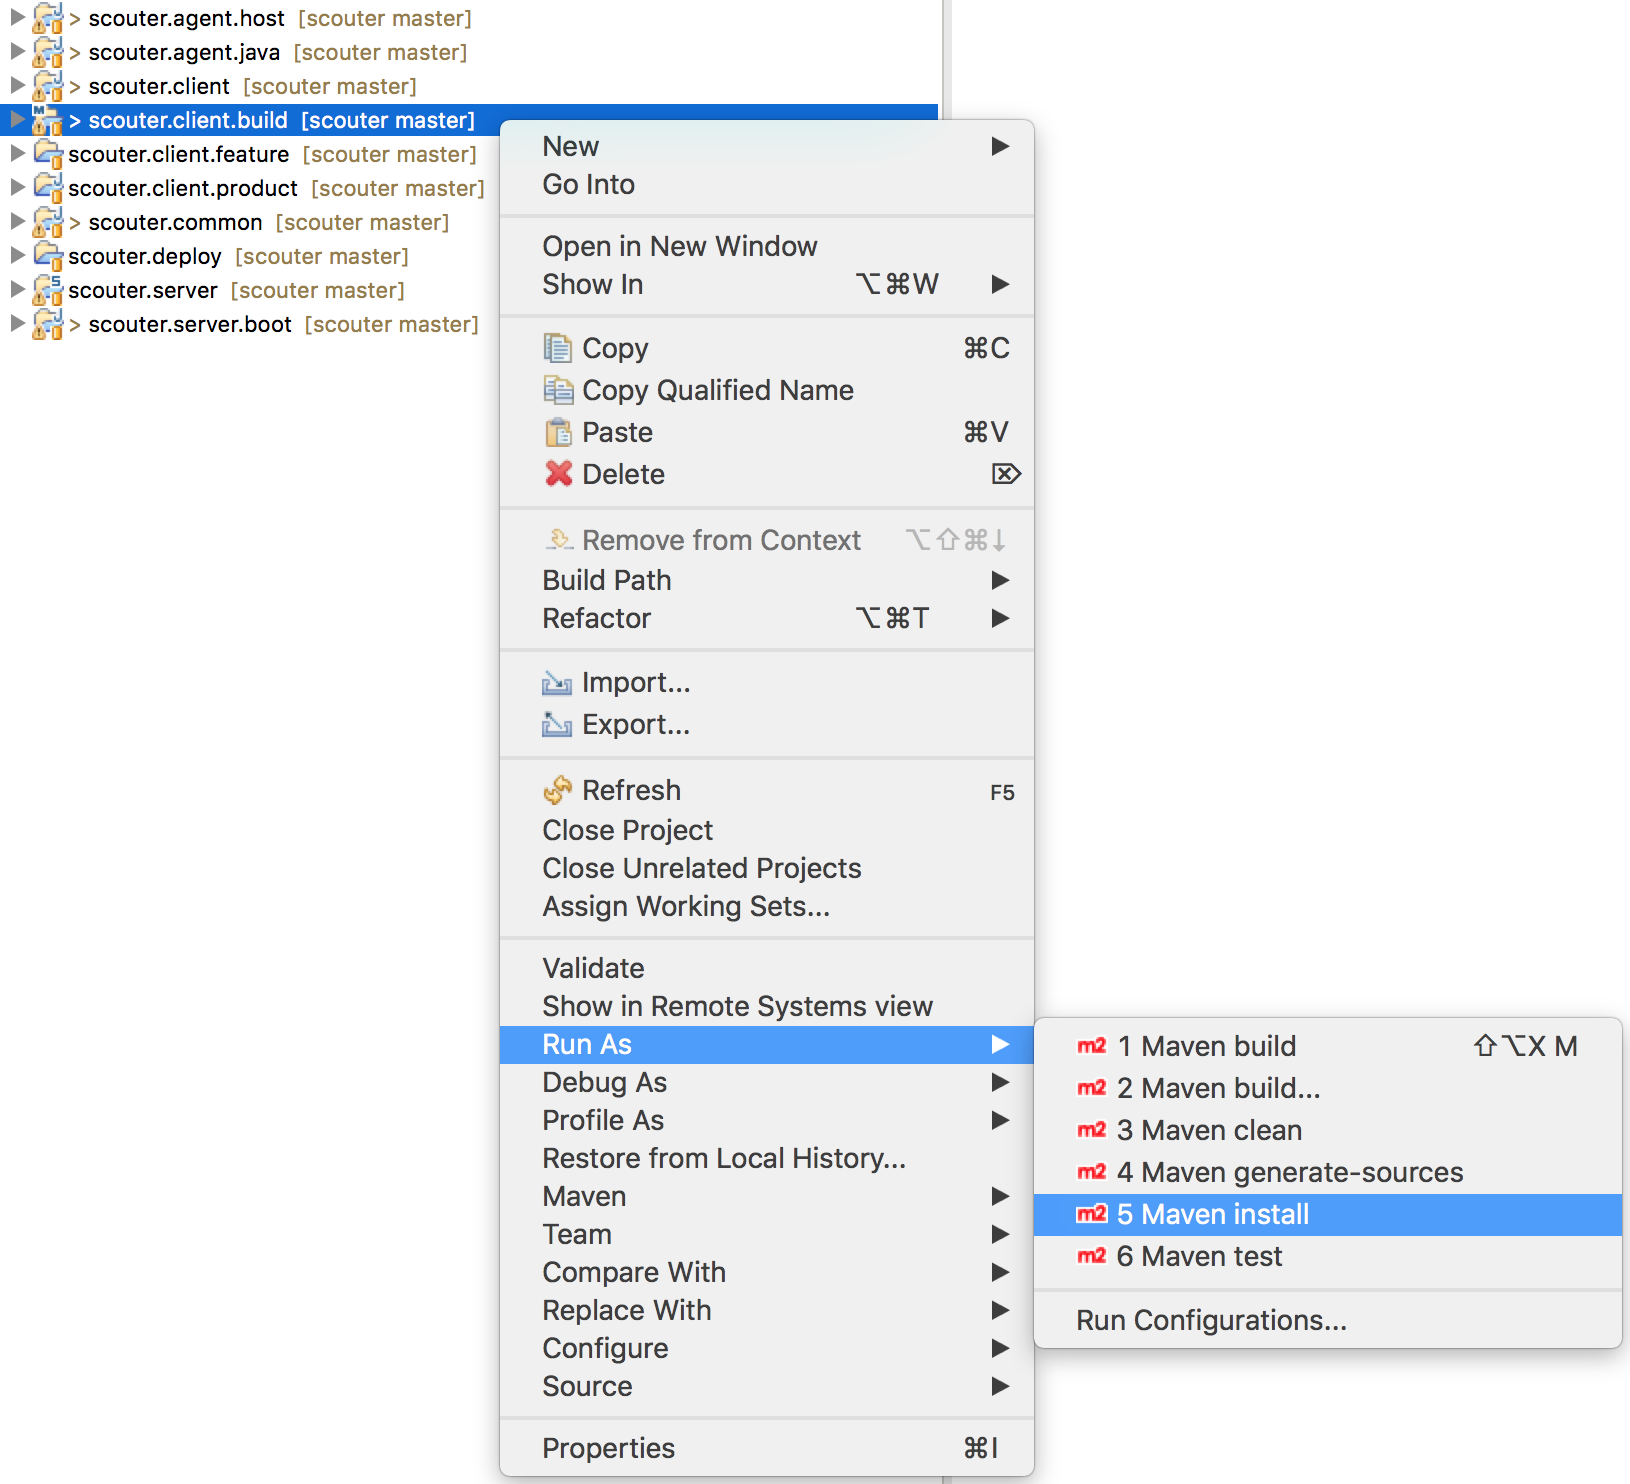 > scouter.agent.host [scouter master]
> scouter.agent.java [scouter master]
> scouter.client [scouter master]
> scouter.client.build [scouter master]
scouter.client.feature [scouter master]
scouter.client.product [scouter master]
> scouter.common [scouter master]
scouter.deploy [scouter master]
scouter.server [scouter master]
> scouter.server.boot [scouter master]
New
Go Into
Open in New Window
Show In ⌥⌘W
Copy ⌘C
Copy Qualified Name
Paste ⌘V
Delete ⌦
Remove from Context ⌥⇧⌘↓
Build Path
Refactor ⌥⌘T
Import...
Export...
Refresh F5
Close Project
Close Unrelated Projects
Assign Working Sets...
Validate
Show in Remote Systems view
Run As
Debug As
Profile As
Restore from Local History...
Maven
Team
Compare With
Replace With
Configure
Source
Properties ⌘I
m2 1 Maven build ⇧⌥X M
m2 2 Maven build...
m2 3 Maven clean
m2 4 Maven generate-sources
m2 5 Maven install
m2 6 Maven test
Run Configurations...